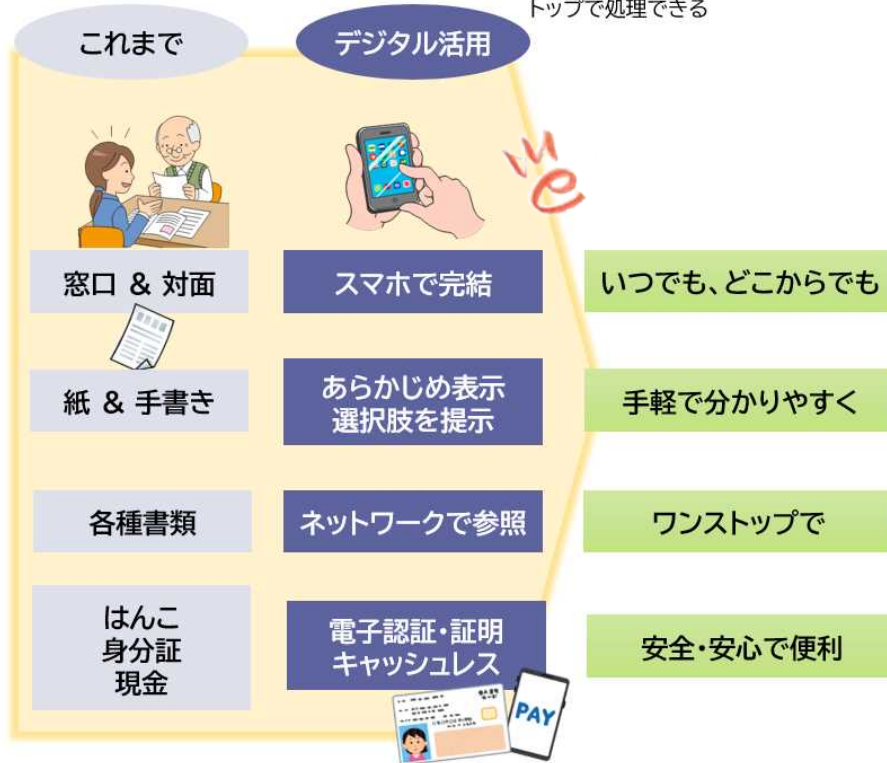 トップで処理できる
これまで
デジタル活用
窓口 & 対面
スマホで完結
いつでも、どこからでも
紙 & 手書き
あらかじめ表示
選択肢を提示
手軽で分かりやすく
各種書類
ネットワークで参照
ワンストップで
はんこ
身分証
現金
電子認証・証明
キャッシュレス
安全・安心で便利
PAY